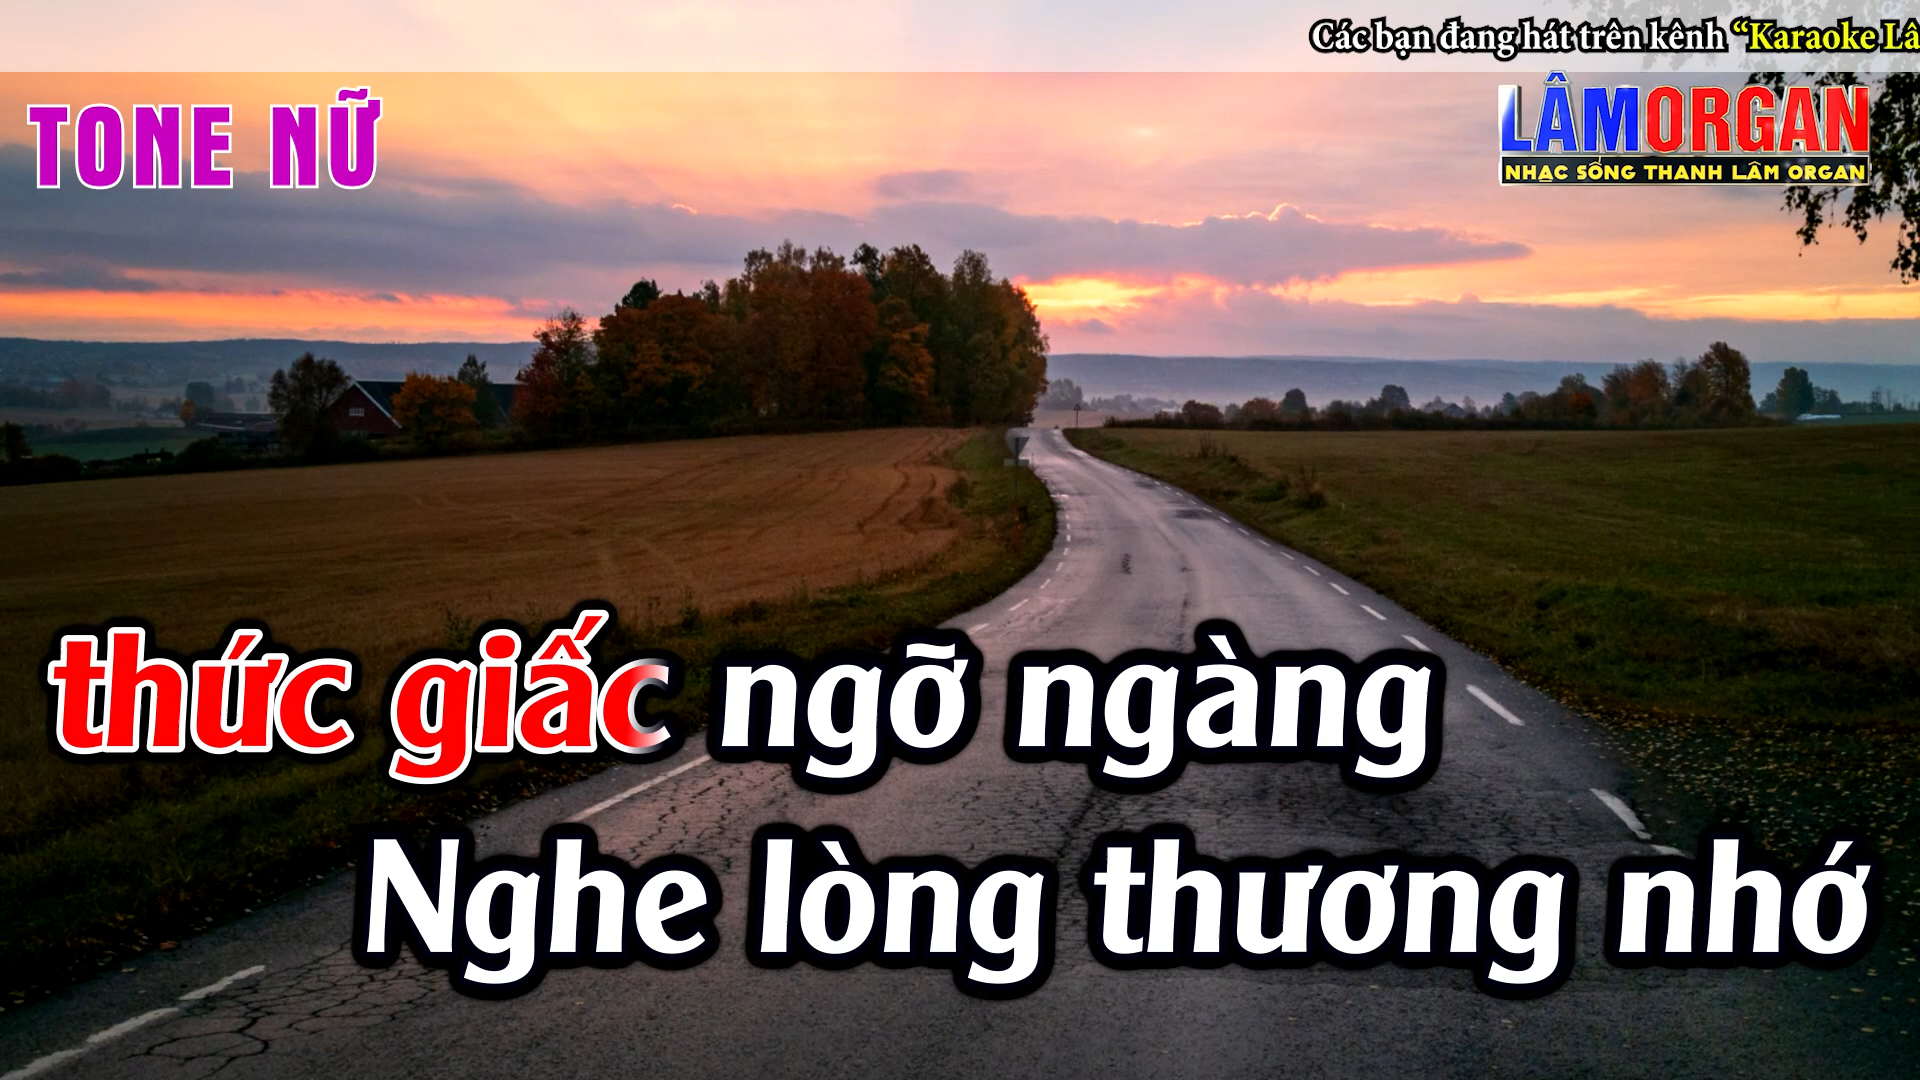 Các bạn đang hát trên kênh “Karaoke Lâ
TONE NỮ
LÂMORGAN
NHẠC SỐNG THANH LÂM ORGAN
thức giấc ngỡ ngàng
Nghe lòng thương nhớ